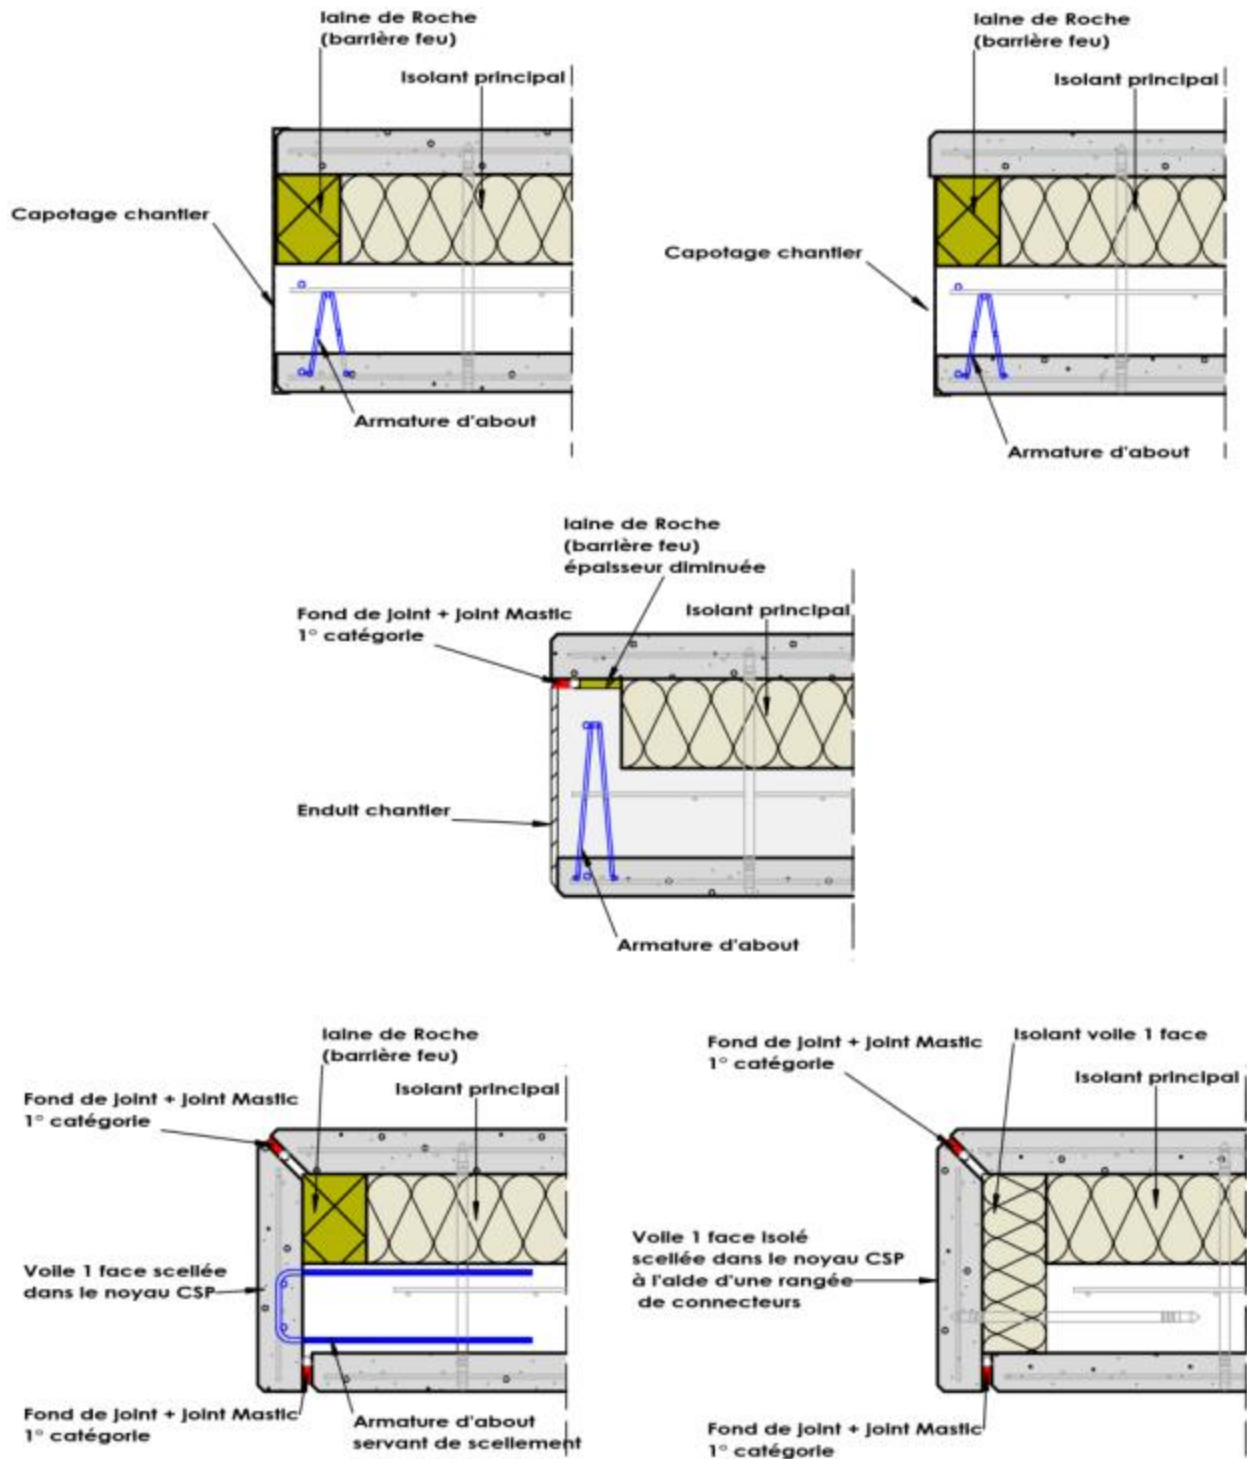 laine de Roche
(barrière feu)
Isolant principal
Capotage chantier
Armature d'about
laine de Roche
(barrière feu)
Isolant principal
Capotage chantier
Armature d'about
laine de Roche
(barrière feu)
épaisseur diminuée
Fond de joint + joint Mastic
1° catégorie
Isolant principal
Enduit chantier
Armature d'about
laine de Roche
(barrière feu)
Isolant principal
Fond de joint + joint Mastic
1° catégorie
Voile 1 face scellée
dans le noyau CSP
Fond de joint + joint Mastic
1° catégorie
Armature d'about
servant de scellement
Fond de joint + joint Mastic
1° catégorie
Isolant voile 1 face
Isolant principal
Voile 1 face isolé
scellée dans le noyau CSP
à l'aide d'une rangée
de connecteurs
Fond de joint + joint Mastic
1° catégorie